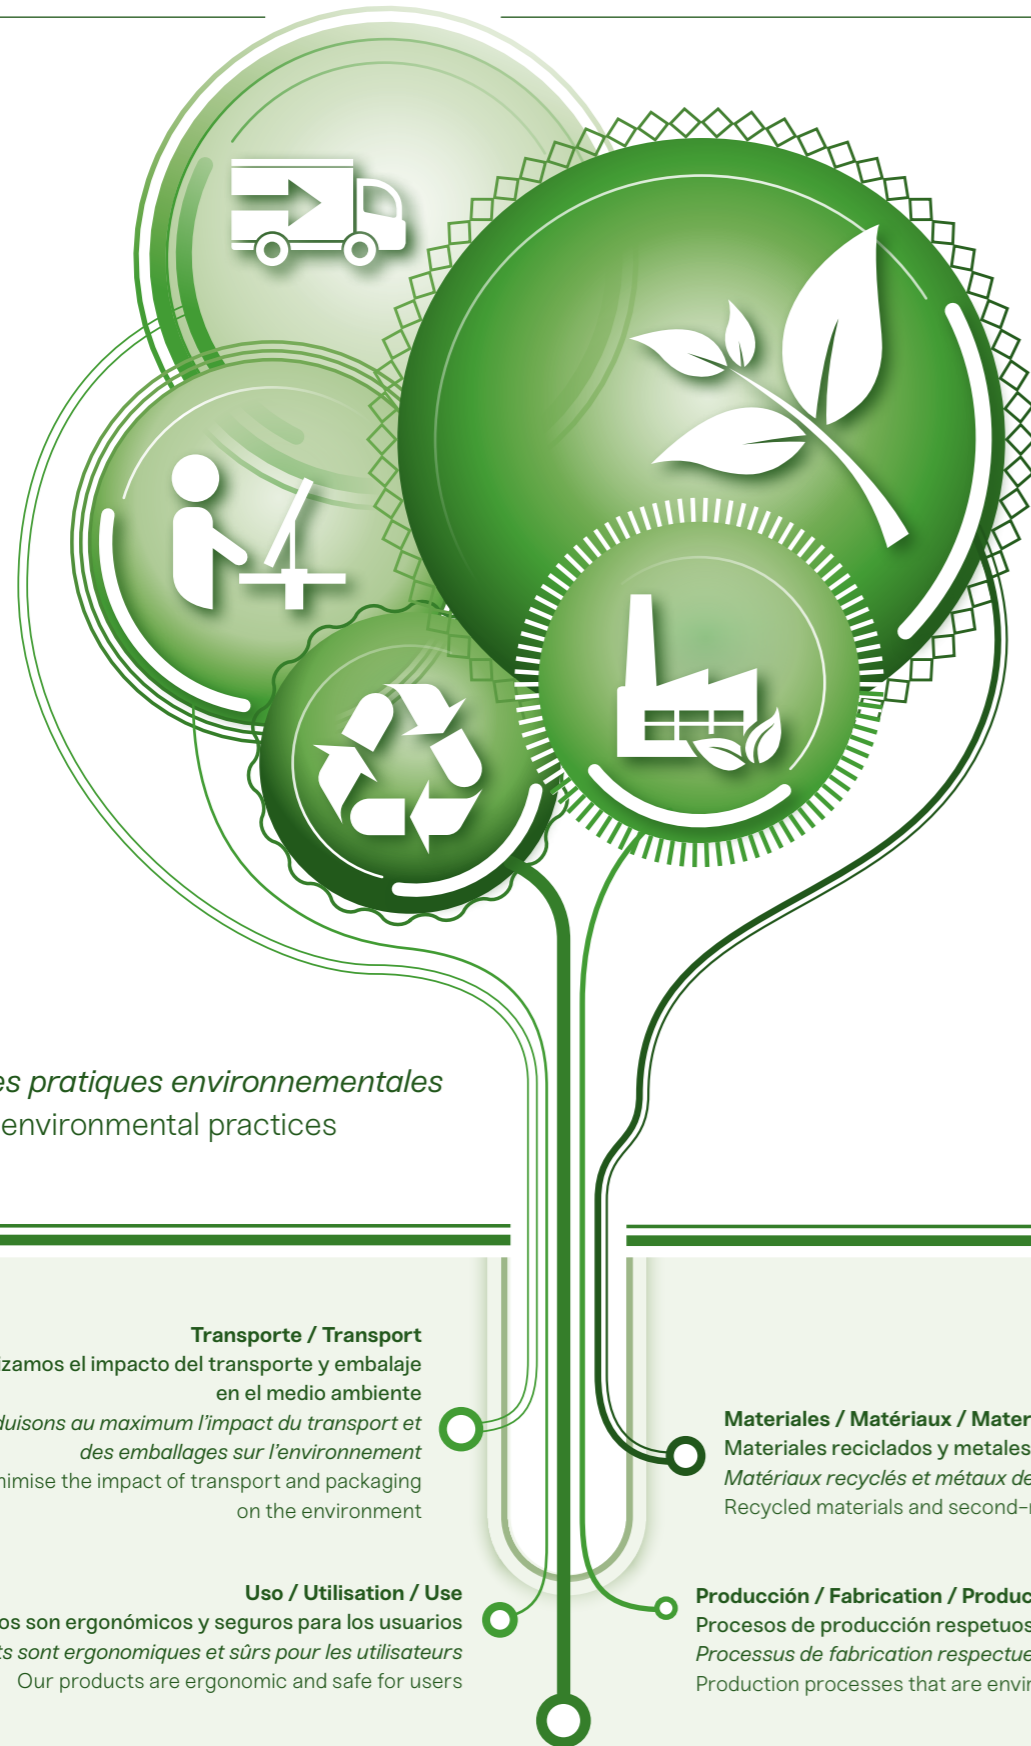 es pratiques environnementales
environmental practices
Transporte / Transport
izamos el impacto del transporte y embalaje
en el medio ambiente
duisons au maximum l’impact du transport et
des emballages sur l’environnement
nimise the impact of transport and packaging
on the environment
Uso / Utilisation / Use
os son ergonómicos y seguros para los usuarios
ts sont ergonomiques et sûrs pour les utilisateurs
Our products are ergonomic and safe for users
Materiales / Matériaux / Mater
Materiales reciclados y metales
Matériaux recyclés et métaux de
Recycled materials and second-r
Producción / Fabrication / Produc
Procesos de producción respetuos
Processus de fabrication respectue
Production processes that are envir